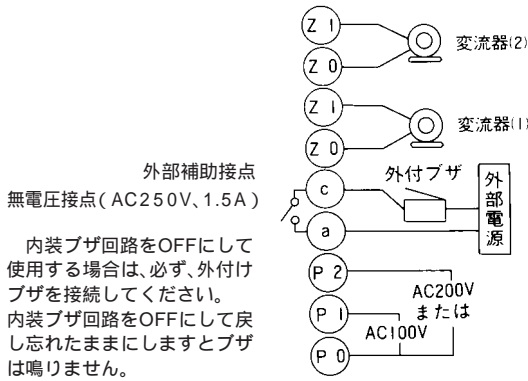 Z 1
変流器(2)
Z 0
Z 1
変流器(1)
Z 0
外部補助接点
無電圧接点(AC250V、1.5A)
c
外付ブザ
外部電源
a
内装ブザ回路をOFFにして
使用する場合は、必ず、外付け
ブザを接続してください。
内装ブザ回路をOFFにして戻
し忘れたままにしますとブザ
は鳴りません。
P 2
AC200V
または
P 1
AC100V
P 0